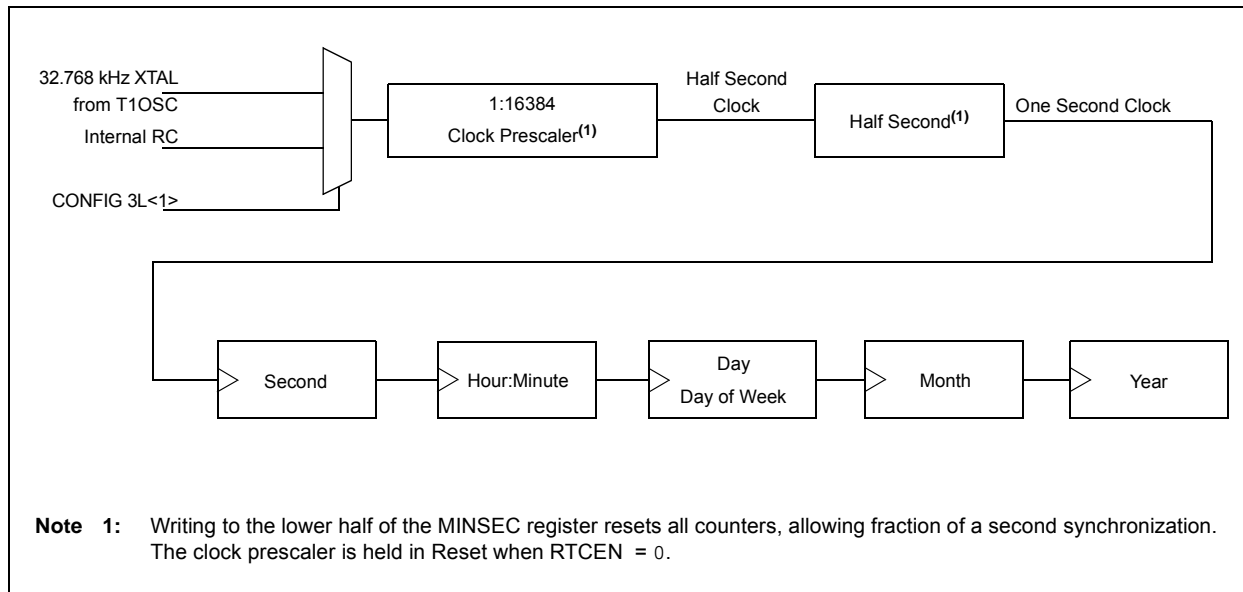 32.768 kHz XTAL
from T1OSC
Internal RC
CONFIG 3L<1>
1:16384
Clock Prescaler(1)
Half Second
Clock
Half Second(1)
One Second Clock
Second
Hour:Minute
Day
Day of Week
Month
Year
Note 1: Writing to the lower half of the MINSEC register resets all counters, allowing fraction of a second synchronization.
The clock prescaler is held in Reset when RTCEN = 0.